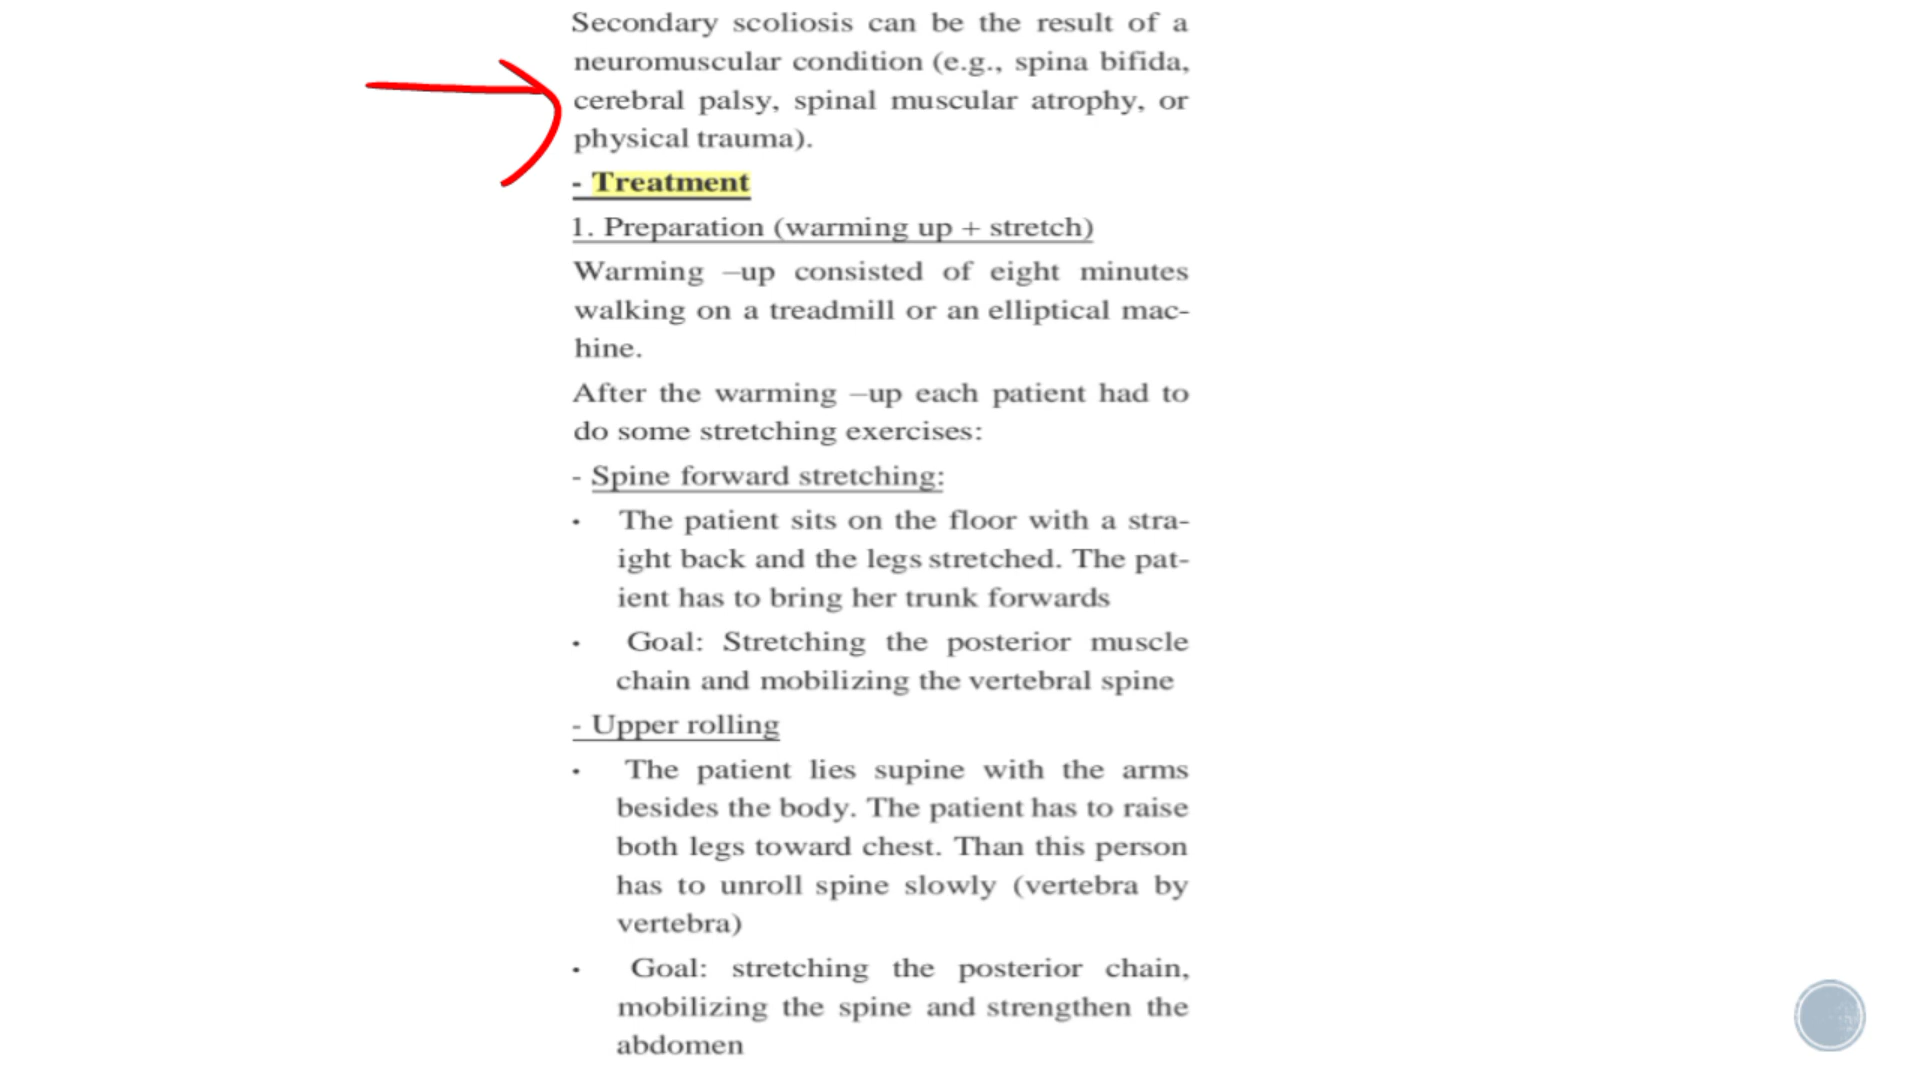 Secondary scoliosis can be the result of a
neuromuscular condition (e.g., spina bifida,
cerebral palsy, spinal muscular atrophy, or
physical trauma).
- Treatment
1. Preparation (warming up + stretch)
Warming –up consisted of eight minutes
walking on a treadmill or an elliptical mac-
hine.
After the warming –up each patient had to
do some stretching exercises:
- Spine forward stretching:
• The patient sits on the floor with a stra-
ight back and the legs stretched. The pat-
ient has to bring her trunk forwards
• Goal: Stretching the posterior muscle
chain and mobilizing the vertebral spine
- Upper rolling
• The patient lies supine with the arms
besides the body. The patient has to raise
both legs toward chest. Than this person
has to unroll spine slowly (vertebra by
vertebra)
• Goal: stretching the posterior chain,
mobilizing the spine and strengthen the
abdomen